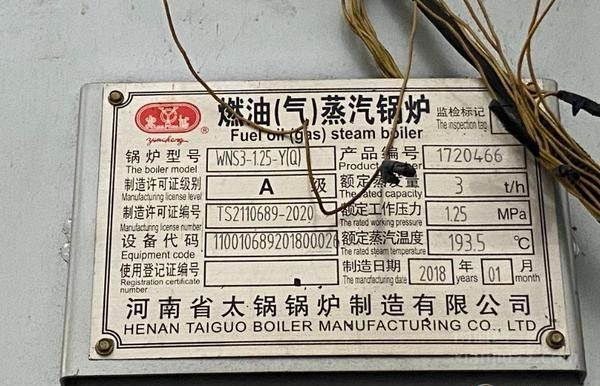 燃油(气)蒸汽锅炉
Fuel oil (gas) steam boiler
监检标记
The inspection tag
yuancheng ®
锅炉型号 WNS3-1.25-Y(Q) 产品编号 1720466
The boiler model Product number
制造许可证级别 A 级 额定蒸发量 3 t/h
Manufacturing license level The rated capacity
制造许可证编号 TS2110689-2020 额定工作压力 1.25 MPa
Manufacturing license number The rated working pressure
设备代码 额定蒸汽温度 193.5 ℃
Equipment code The rated steam temperature
使用登记证编号 制造日期 2018 年 01 月
Registration certificate number The manufacturing date years month
河南省太锅锅炉制造有限公司
HENAN TAIGUO BOILER MANUFACTURING CO., LTD